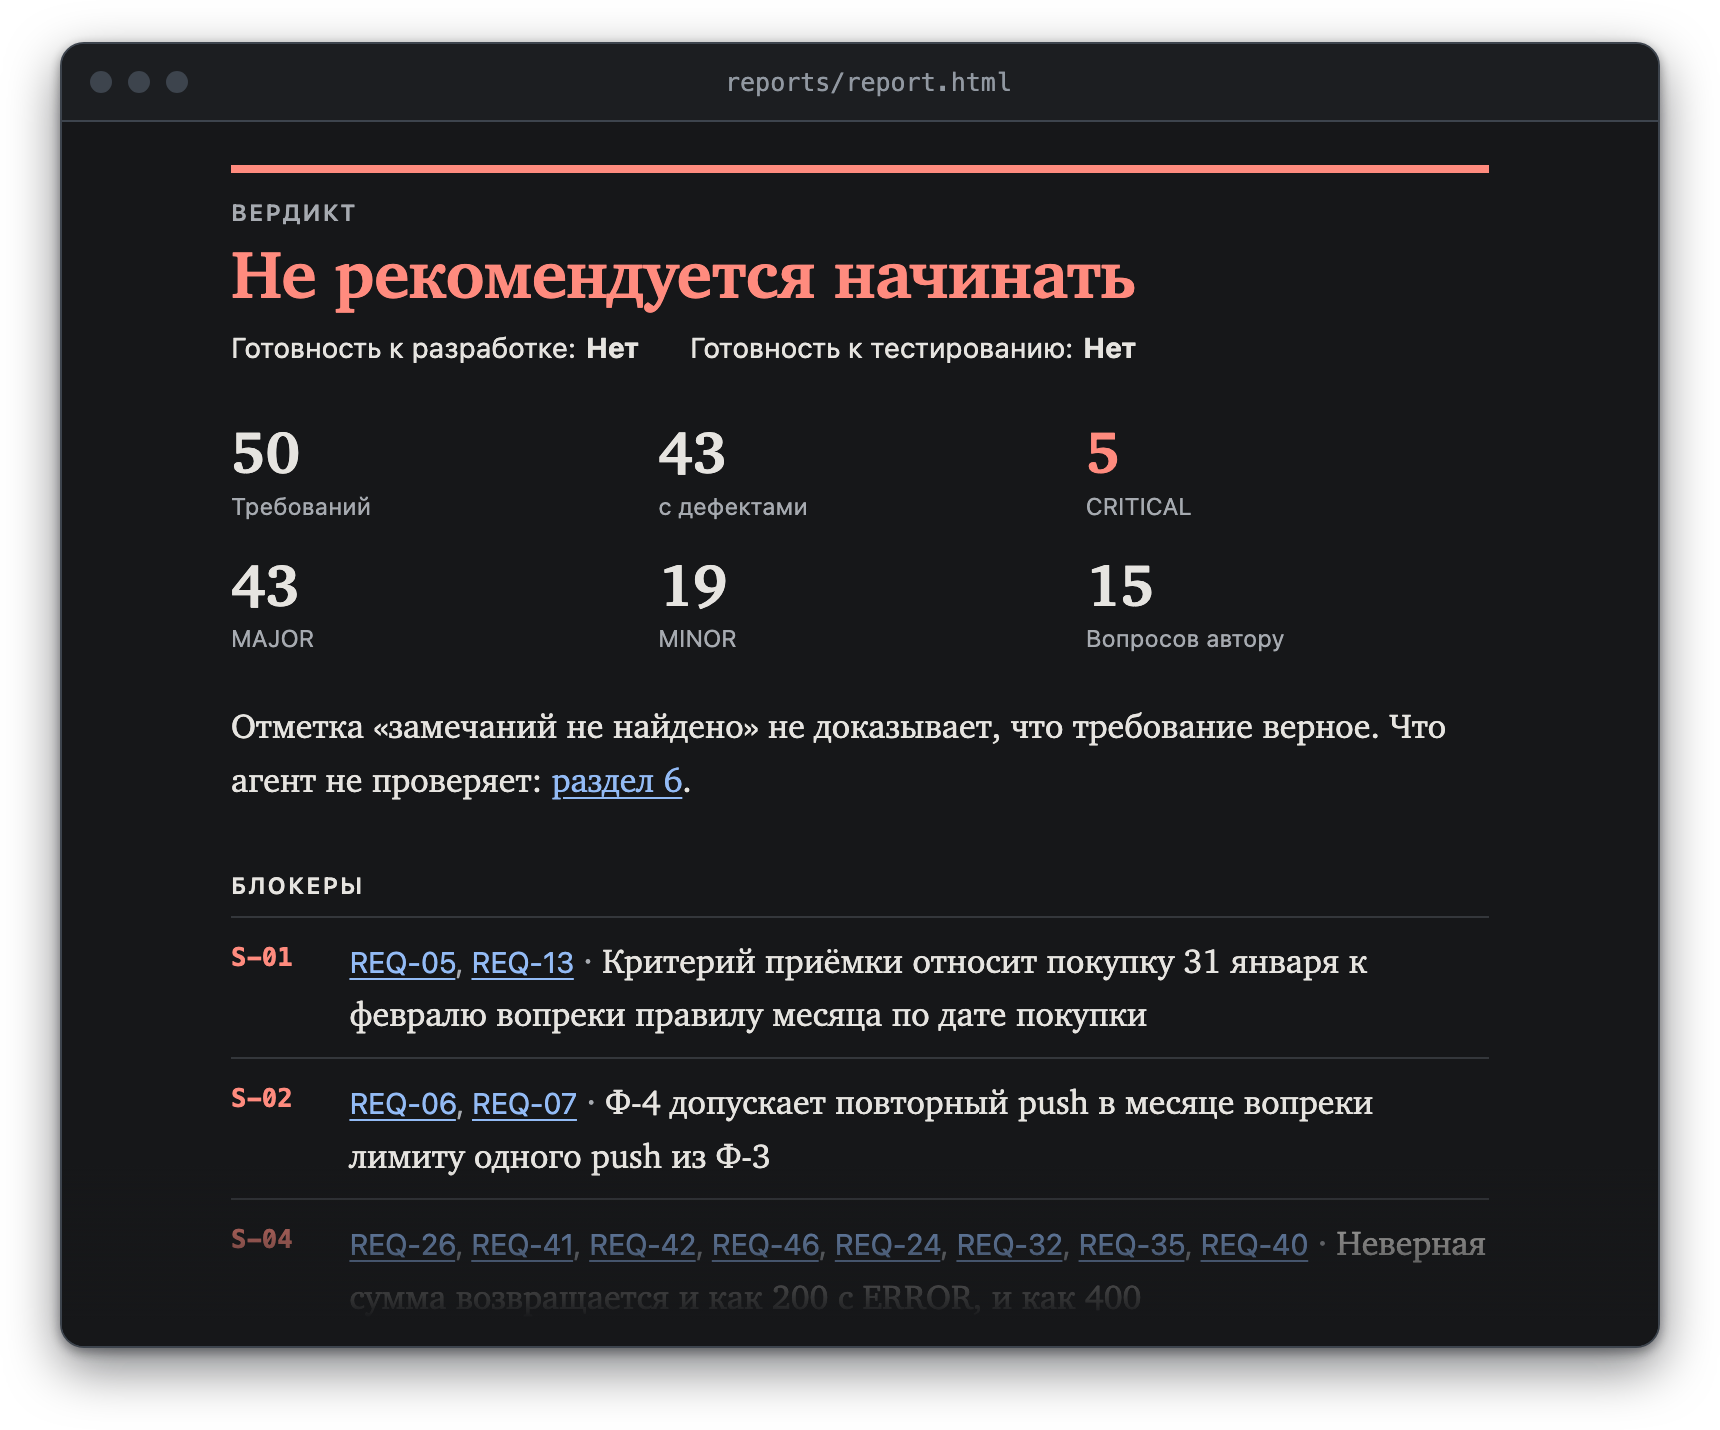 reports/report.html
ВЕРДИКТ
Не рекомендуется начинать
Готовность к разработке: Нет Готовность к тестированию: Нет
50 43 5
Требований с дефектами CRITICAL
43 19 15
MAJOR MINOR Вопросов автору
Отметка «замечаний не найдено» не доказывает, что требование верное. Что
агент не проверяет: раздел 6.
БЛОКЕРЫ
S-01 REQ-05, REQ-13 · Критерий приёмки относит покупку 31 января к
февралю вопреки правилу месяца по дате покупки
S-02 REQ-06, REQ-07 · Ф-4 допускает повторный push в месяце вопреки
лимиту одного push из Ф-3
S-04 REQ-26, REQ-41, REQ-42, REQ-46, REQ-24, REQ-32, REQ-35, REQ-40 · Неверная
сумма возвращается и как 200 с ERROR, и как 400